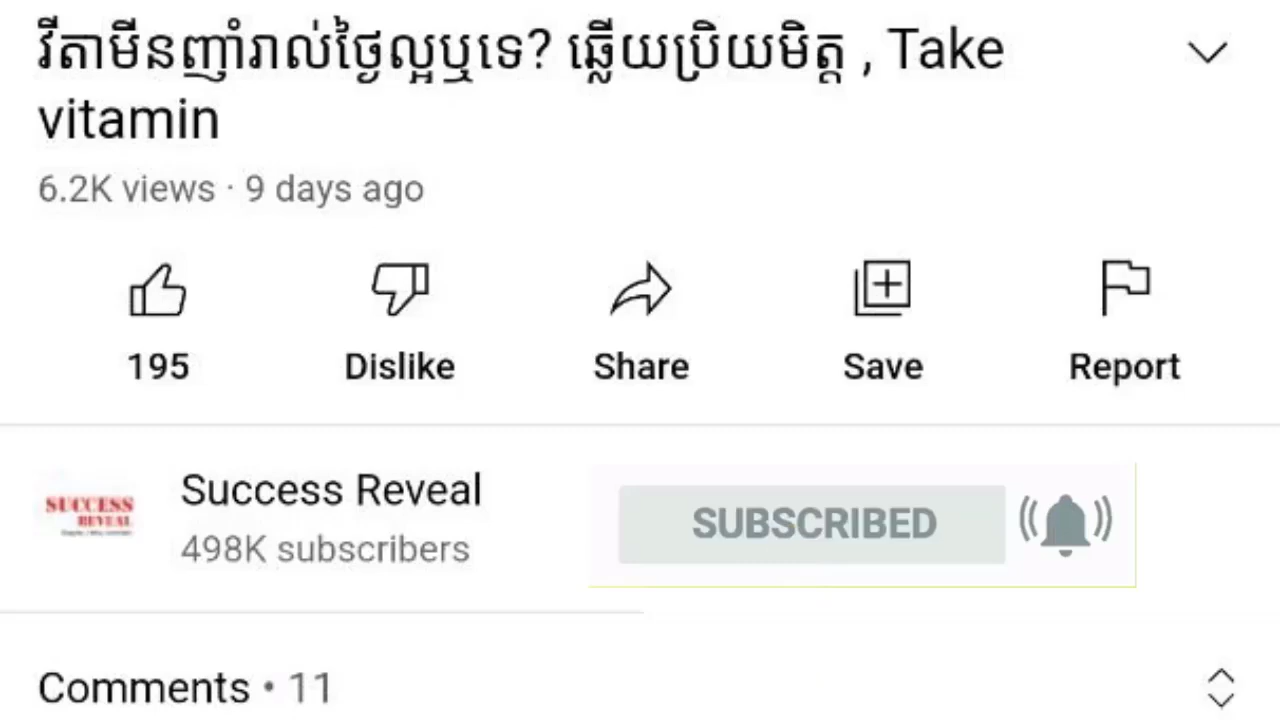 វីតាមីនញ៉ាំរាល់ថ្ងៃល្អឬទេ? ឆ្លើយប្រិយមិត្ត , Take
vitamin
6.2K views · 9 days ago
195 Dislike Share Save Report
SUCCESS
REVEAL
Success Reveal
498K subscribers
SUBSCRIBED
Comments • 11